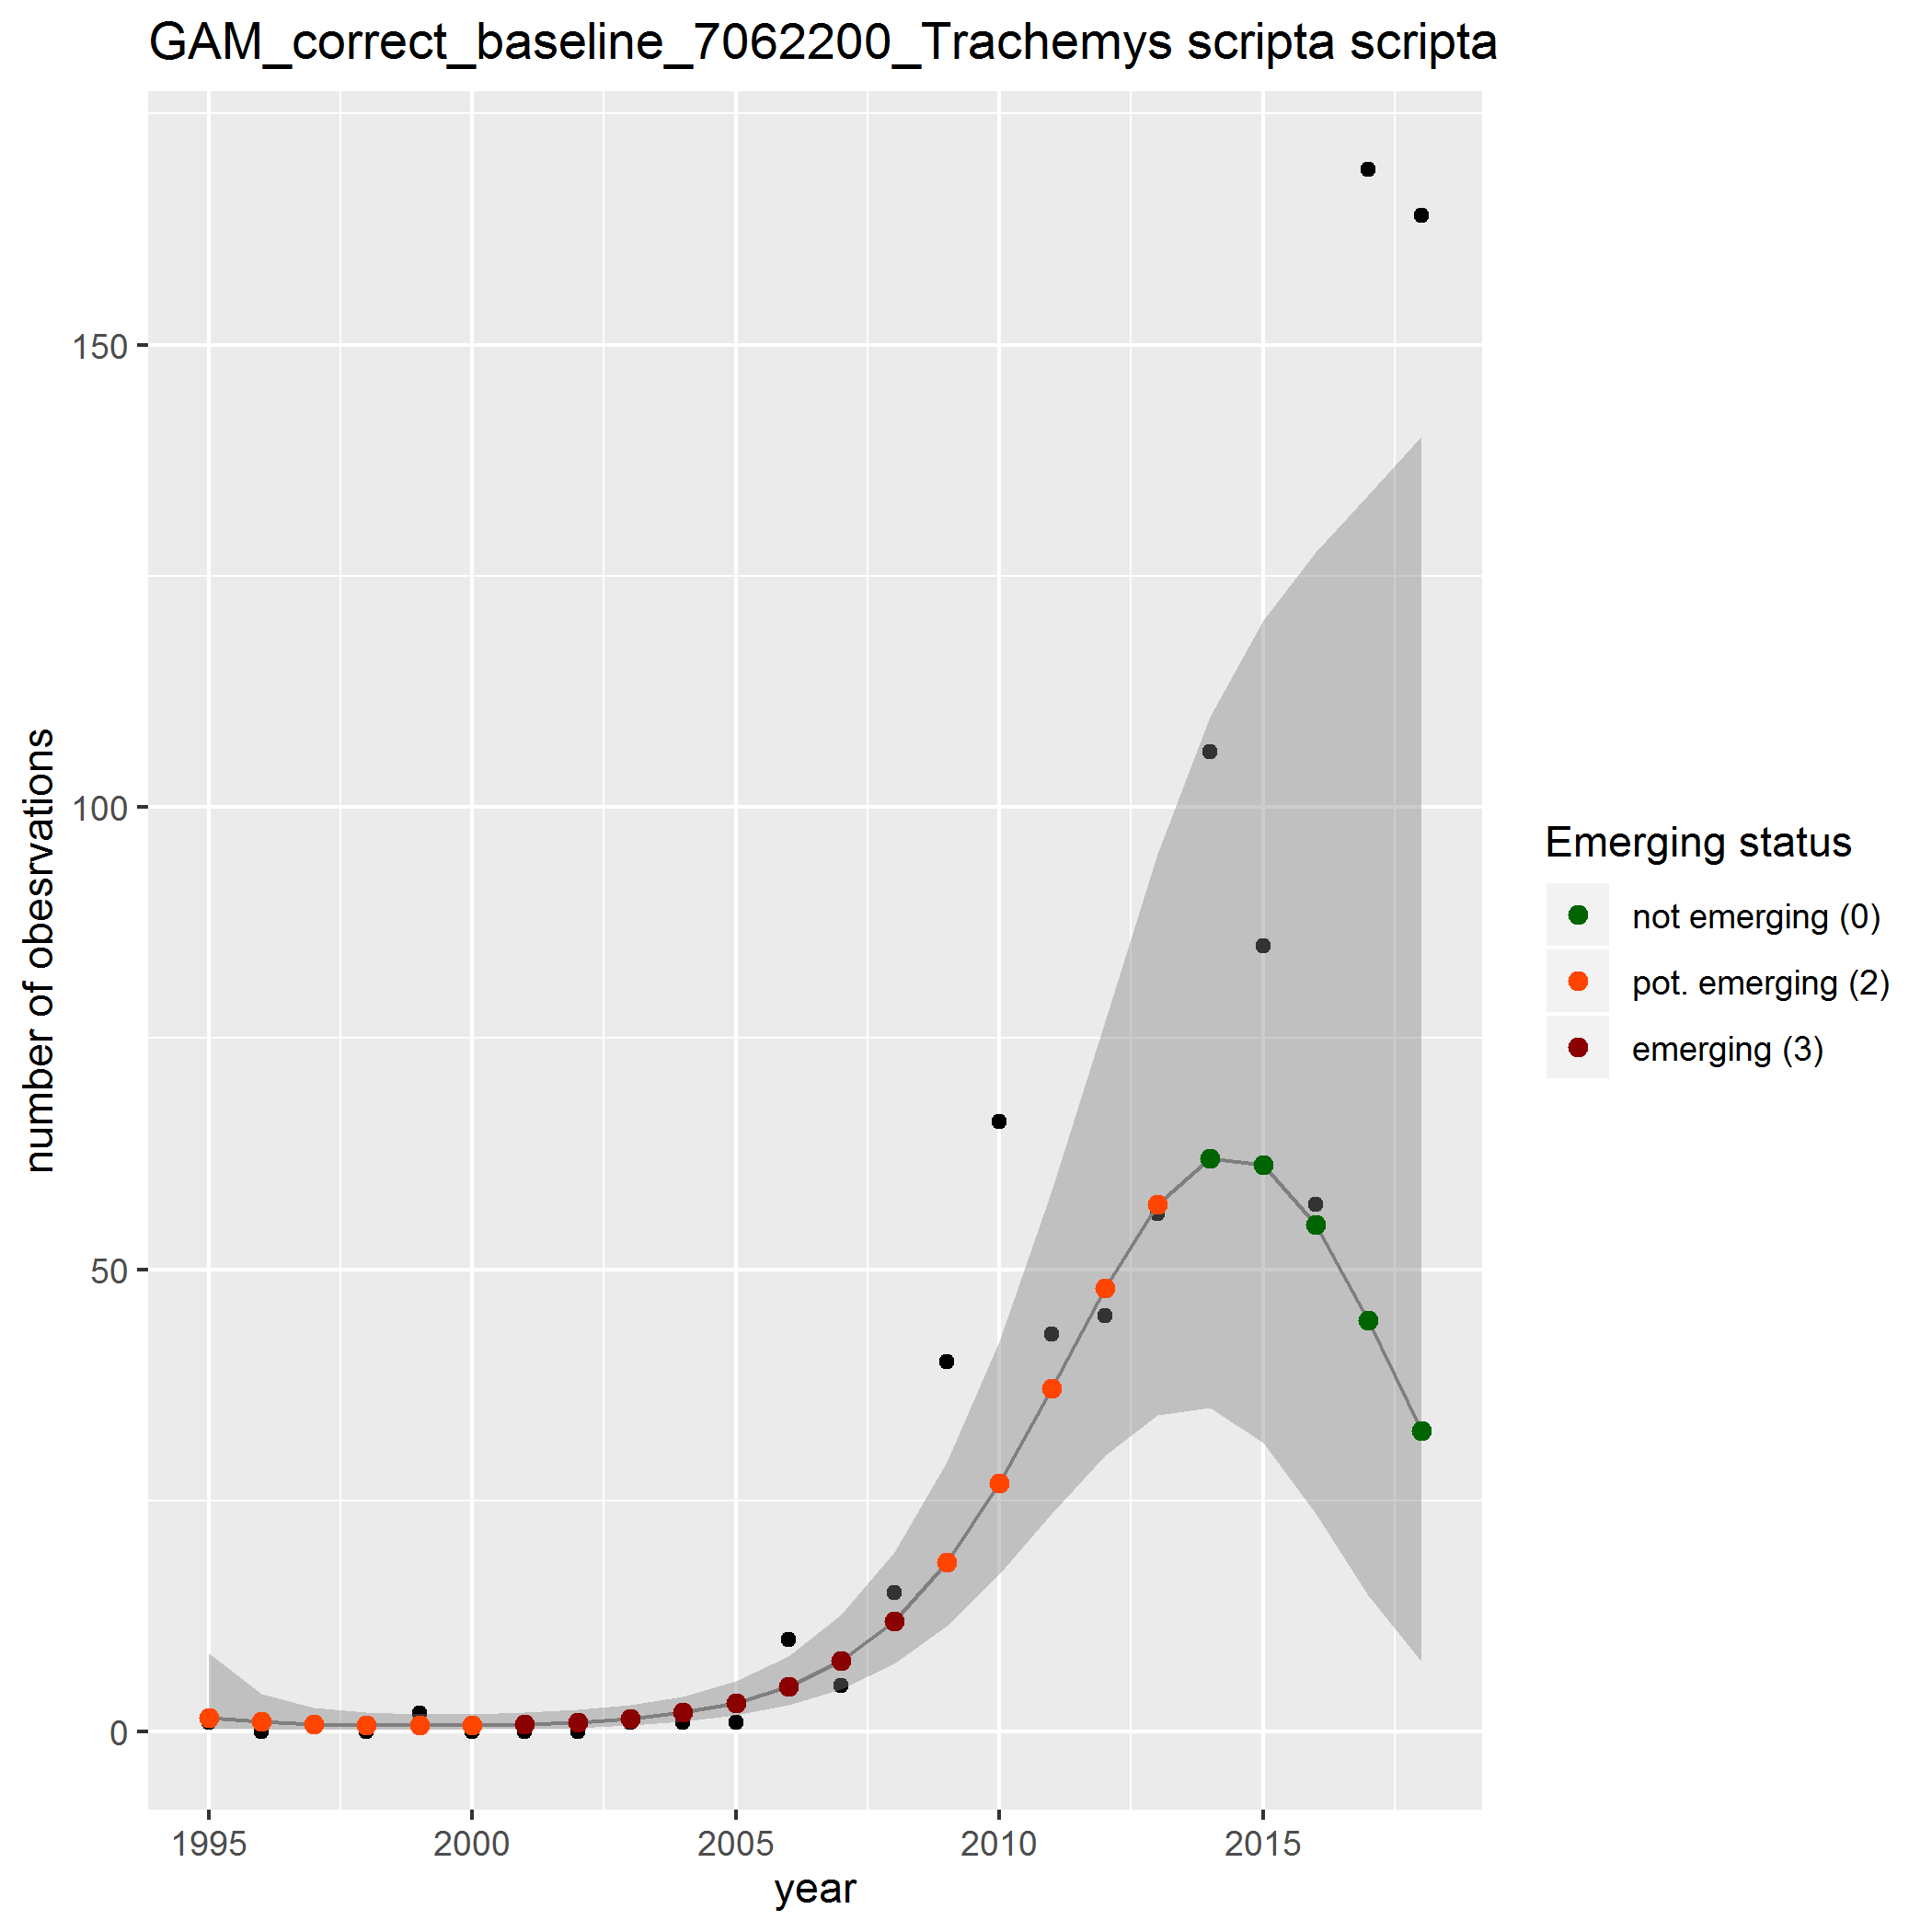 GAM_correct_baseline_7062200_Trachemys scripta scripta
number of obesrvations
150
100
50
0
1995 2000 2005 2010 2015
year
Emerging status
not emerging (0)
pot. emerging (2)
emerging (3)